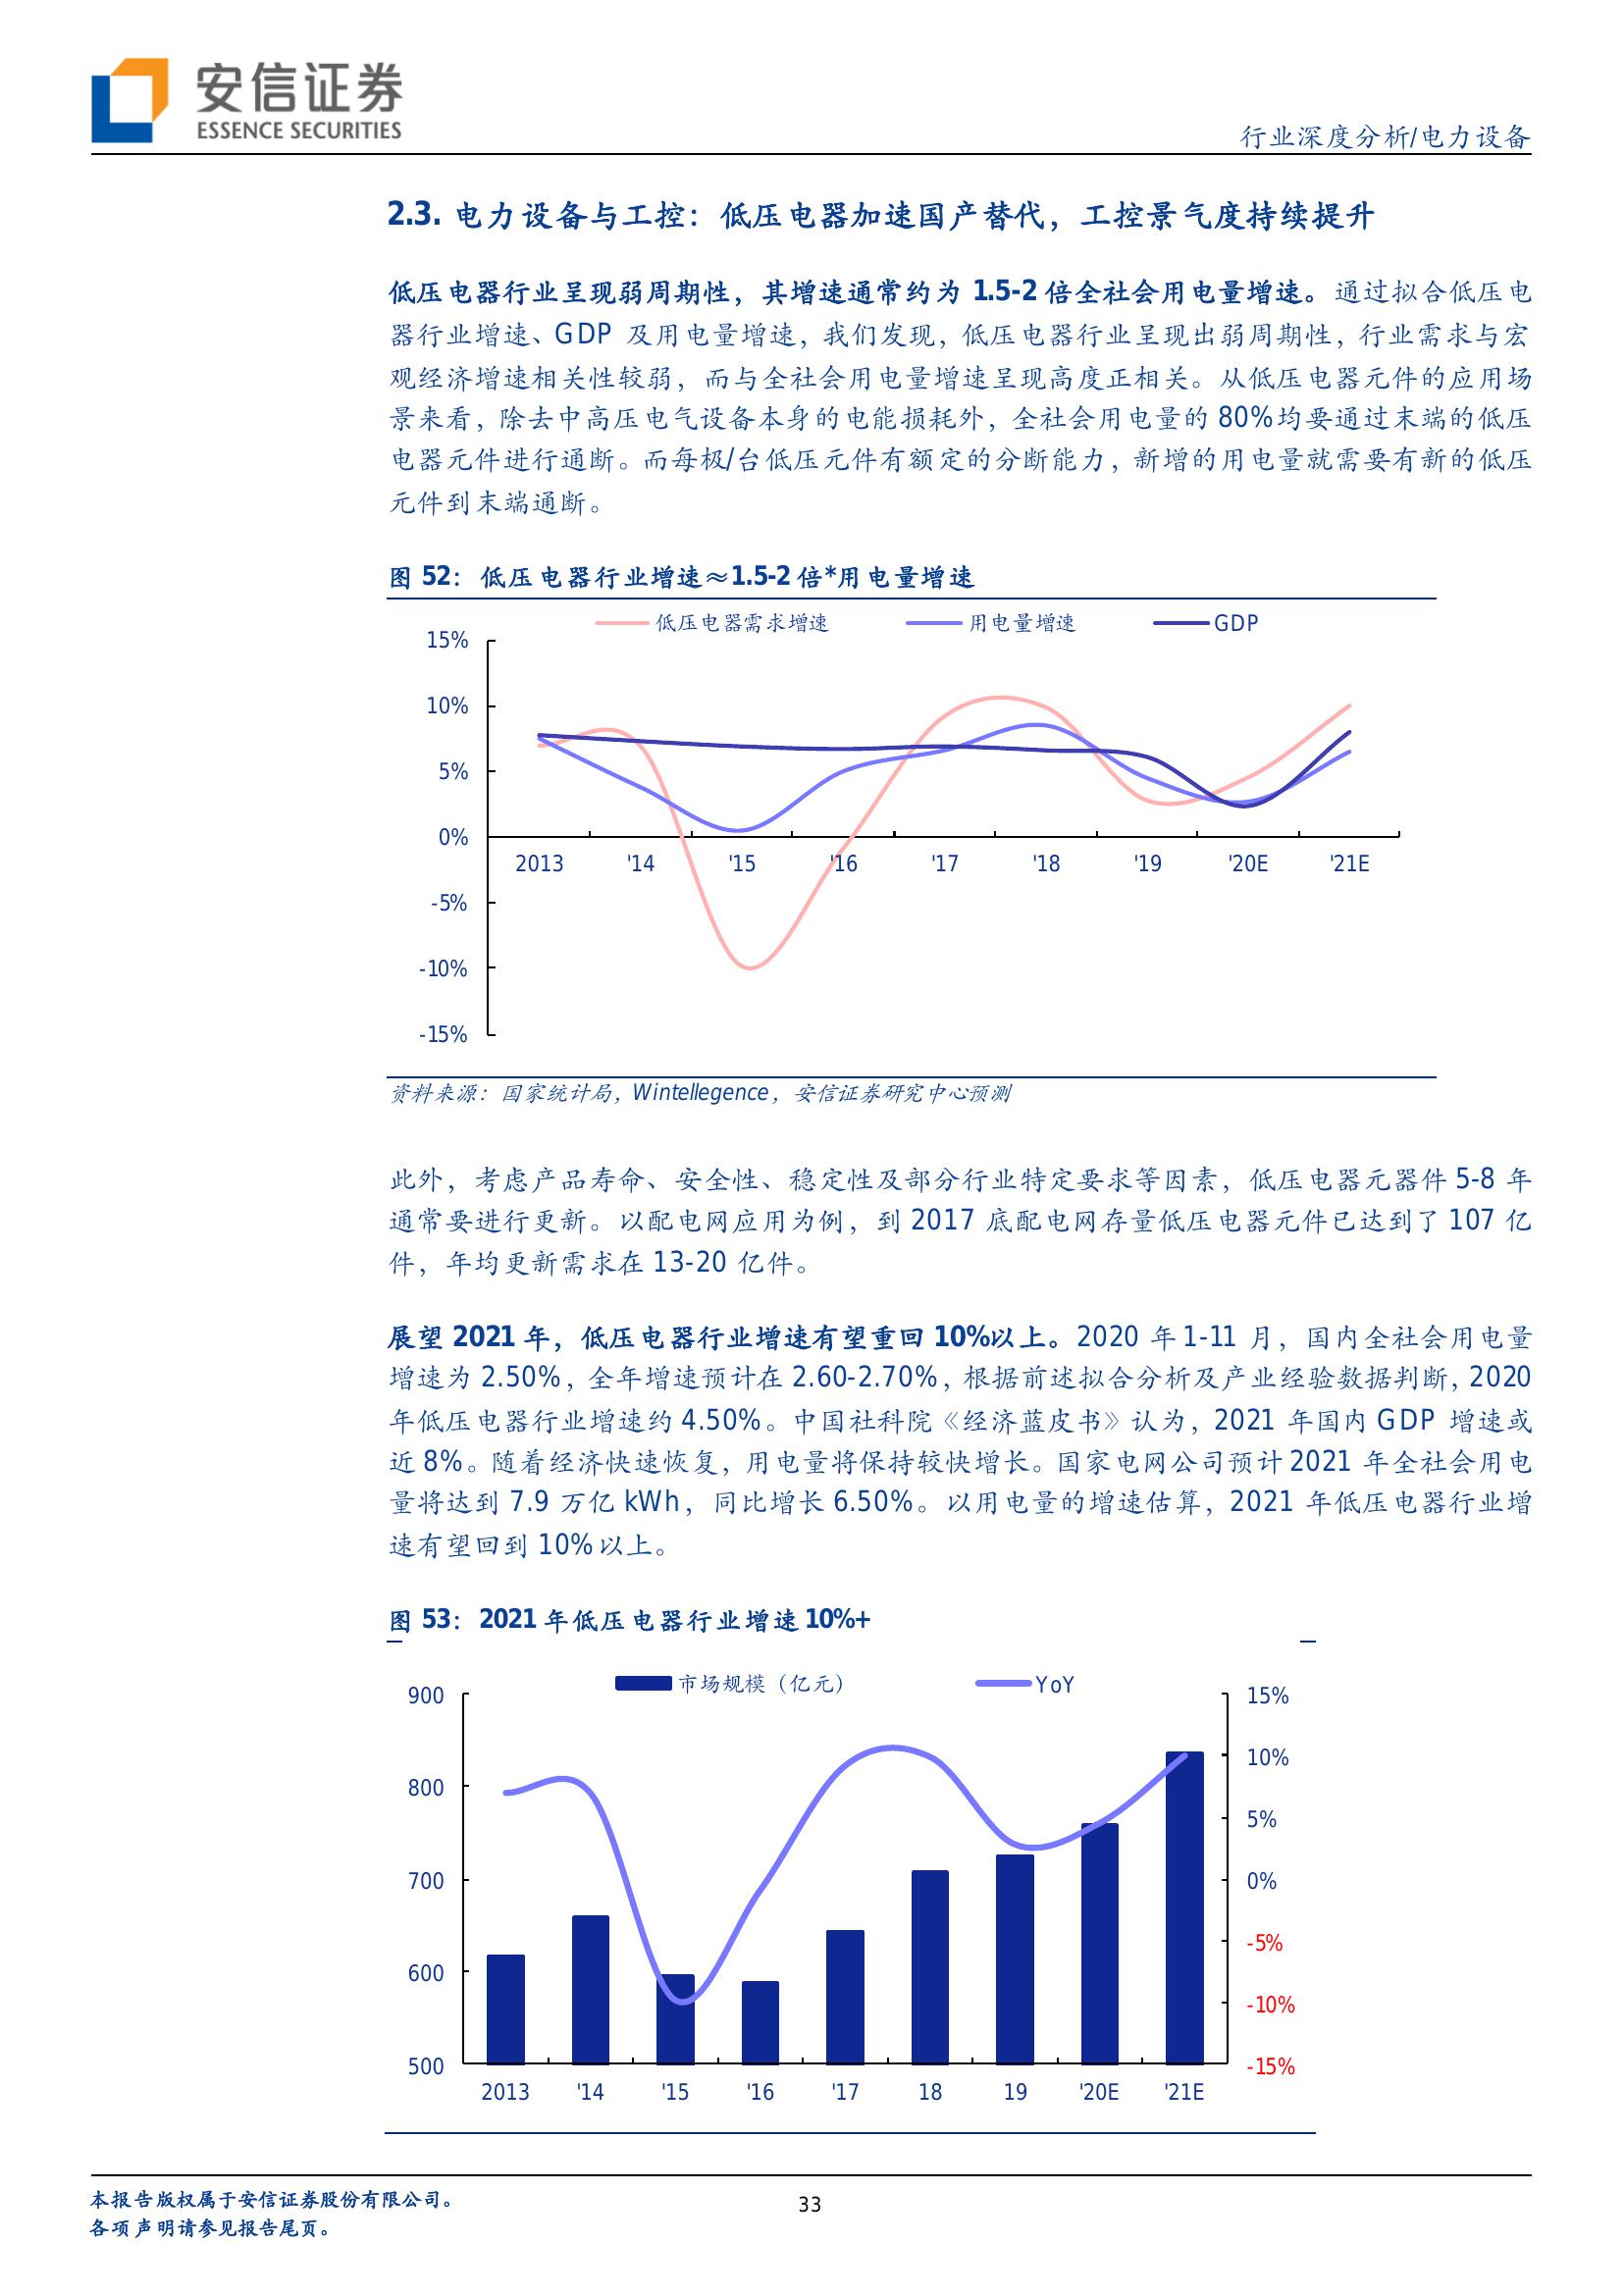 安信证券
ESSENCE SECURITIES
行业深度分析/电力设备
2.3. 电力设备与工控：低压电器加速国产替代，工控景气度持续提升
低压电器行业呈现弱周期性，其增速通常约为 1.5-2 倍全社会用电量增速。通过拟合低压电
器行业增速、GDP 及用电量增速，我们发现，低压电器行业呈现出弱周期性，行业需求与宏
观经济增速相关性较弱，而与全社会用电量增速呈现高度正相关。从低压电器元件的应用场
景来看，除去中高压电气设备本身的电能损耗外，全社会用电量的 80%均要通过末端的低压
电器元件进行通断。而每极/台低压元件有额定的分断能力，新增的用电量就需要有新的低压
元件到末端通断。
图 52：低压电器行业增速≈1.5-2 倍*用电量增速
低压电器需求增速 用电量增速 GDP
15%
10%
5%
0%
-5%
-10%
-15%
2013 '14 '15 '16 '17 '18 '19 '20E '21E
资料来源：国家统计局，Wintellegence，安信证券研究中心预测
此外，考虑产品寿命、安全性、稳定性及部分行业特定要求等因素，低压电器元器件 5-8 年
通常要进行更新。以配电网应用为例，到 2017 底配电网存量低压电器元件已达到了 107 亿
件，年均更新需求在 13-20 亿件。
展望 2021 年，低压电器行业增速有望重回 10%以上。2020 年 1-11 月，国内全社会用电量
增速为 2.50%，全年增速预计在 2.60-2.70%，根据前述拟合分析及产业经验数据判断，2020
年低压电器行业增速约 4.50%。中国社科院《经济蓝皮书》认为，2021 年国内 GDP 增速或
近 8%。随着经济快速恢复，用电量将保持较快增长。国家电网公司预计 2021 年全社会用电
量将达到 7.9 万亿 kWh，同比增长 6.50%。以用电量的增速估算，2021 年低压电器行业增
速有望回到 10%以上。
图 53：2021 年低压电器行业增速 10%+
市场规模（亿元） YoY
900
800
700
600
500
15%
10%
5%
0%
-5%
-10%
-15%
2013 '14 '15 '16 '17 18 19 '20E '21E
本报告版权属于安信证券股份有限公司。
33
各项声明请参见报告尾页。